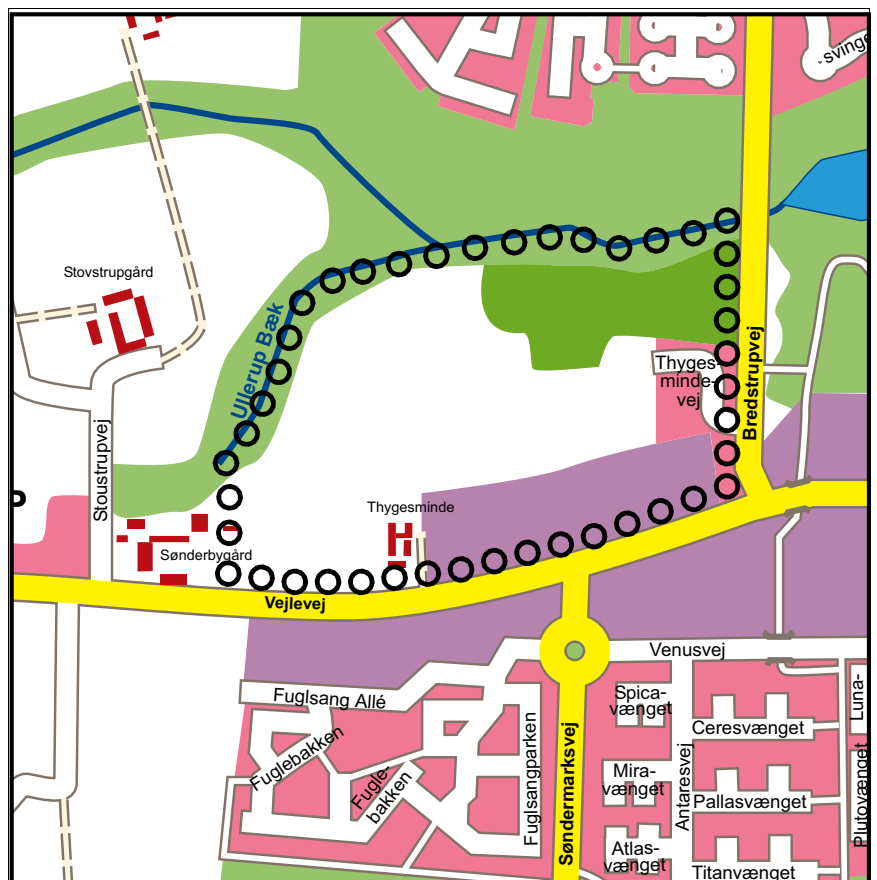 svinge
Stovstrupgård
Ullerup Bæk
Thyges-
minde-
vej
Bredstrupvej
Stoustrupvej
P
Thygesminde
Sønderbygård
Vejlevej
Venusvej
Fuglsang Allé
Spica-
vænget
Luna-
Ceresvænget
Fuglebakken
Fugle-
bakken
Fuglsangparken
Søndermarksvej
Mira-
vænget
Antaresvej
Pallasvænget
Plutovænget
Atlas-
vænget
Titanvænget